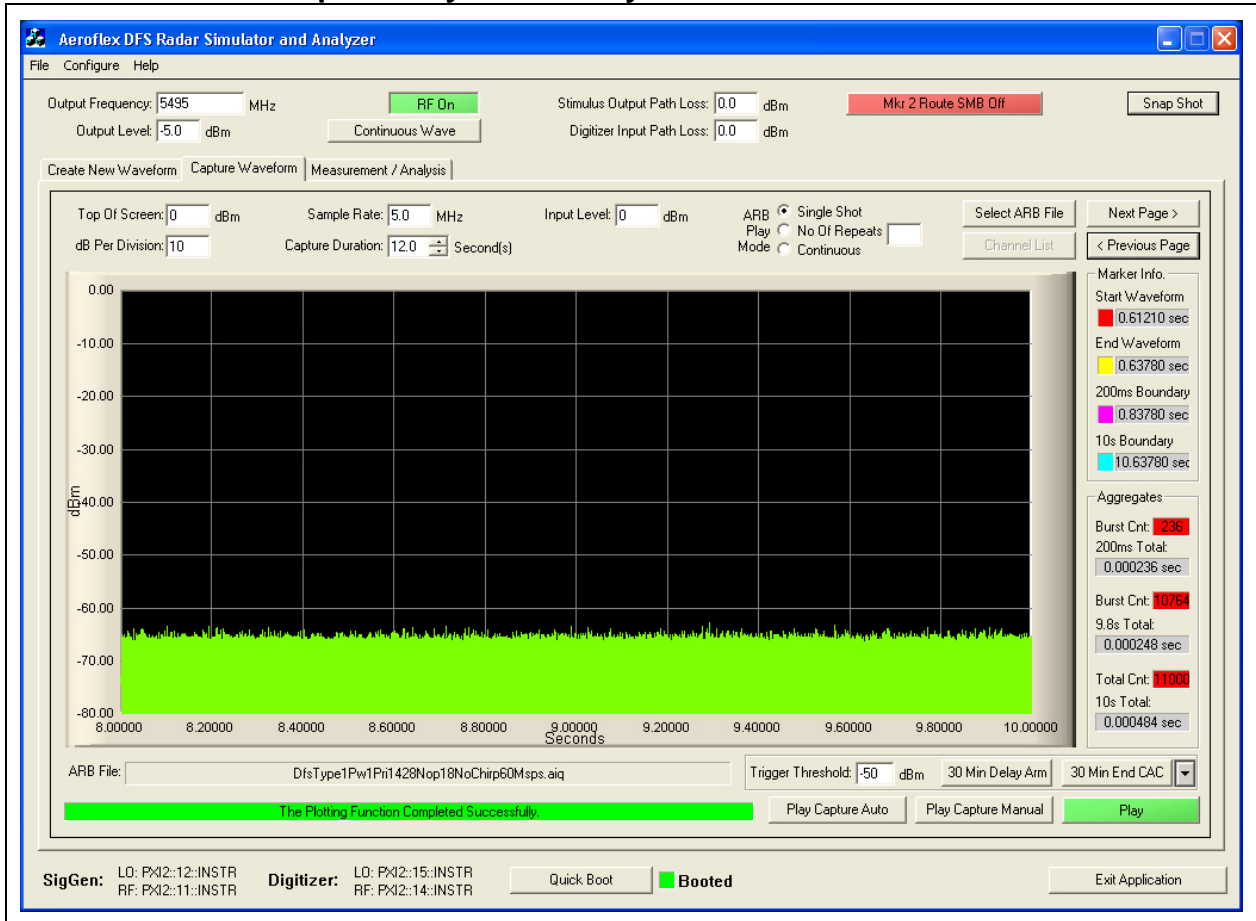 Aeroflex DFS Radar Simulator and Analyzer
File Configure Help
Output Frequency: 5495 MHz
RF On
Stimulus Output Path Loss: 0.0 dBm
Mkr 2 Route SMB Off
Snap Shot
Output Level: -5.0 dBm
Continuous Wave
Digitizer Input Path Loss: 0.0 dBm
Create New Waveform Capture Waveform Measurement / Analysis
Top Of Screen: 0 dBm
Sample Rate: 5.0 MHz
Input Level: 0 dBm
ARB Play Mode
Single Shot
No Of Repeats
Continuous
Select ARB File
Next Page >
dB Per Division: 10
Capture Duration: 12.0 Second(s)
Channel List
< Previous Page
0.00
-10.00
-20.00
-30.00
-40.00
-50.00
-60.00
-70.00
-80.00
dBm
8.00000 8.20000 8.40000 8.60000 8.80000 9.00000 9.20000 9.40000 9.60000 9.80000 10.00000
Seconds
Marker Info.
Start Waveform
0.61210 sec
End Waveform
0.63780 sec
200ms Boundary
0.83780 sec
10s Boundary
10.63780 sec
Aggregates
Burst Cnt: 236
200ms Total:
0.000236 sec
Burst Cnt: 10764
9.8s Total:
0.000248 sec
Total Cnt: 11000
10s Total:
0.000484 sec
ARB File: DfsType1Pw1Pri1428Nop18NoChirp60Msps.aiq
Trigger Threshold: -50 dBm
30 Min Delay Arm
30 Min End CAC
The Plotting Function Completed Successfully.
Play Capture Auto
Play Capture Manual
Play
SigGen:
LO: PXI2::12::INSTR
RF: PXI2::11::INSTR
Digitizer:
LO: PXI2::15::INSTR
RF: PXI2::14::INSTR
Quick Boot
Booted
Exit Application